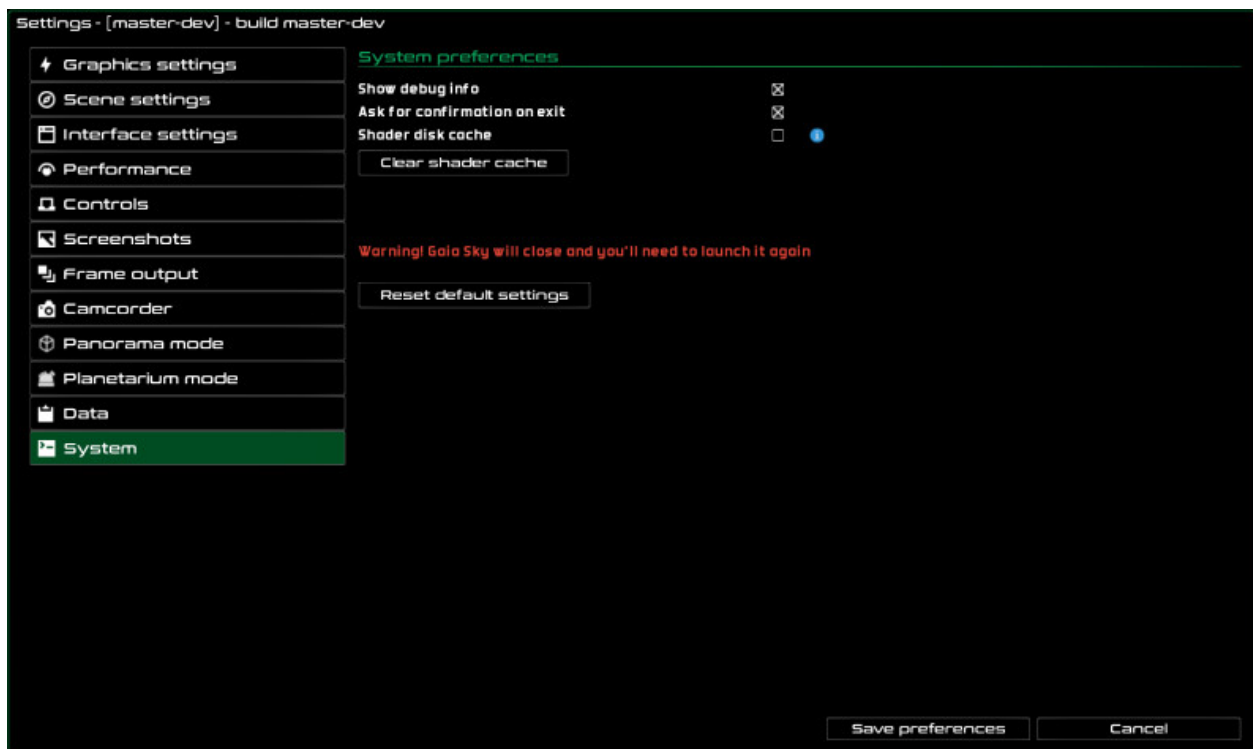 Settings - [master-dev] - build master-dev
Graphics settings
Scene settings
Interface settings
Performance
Controls
Screenshots
Frame output
Camcorder
Panorama mode
Planetarium mode
Data
System
System preferences
Show debug info
Ask for confirmation on exit
Shader disk cache
Clear shader cache
Warning! Gaia Sky will close and you'll need to launch it again
Reset default settings
Save preferences
Cancel